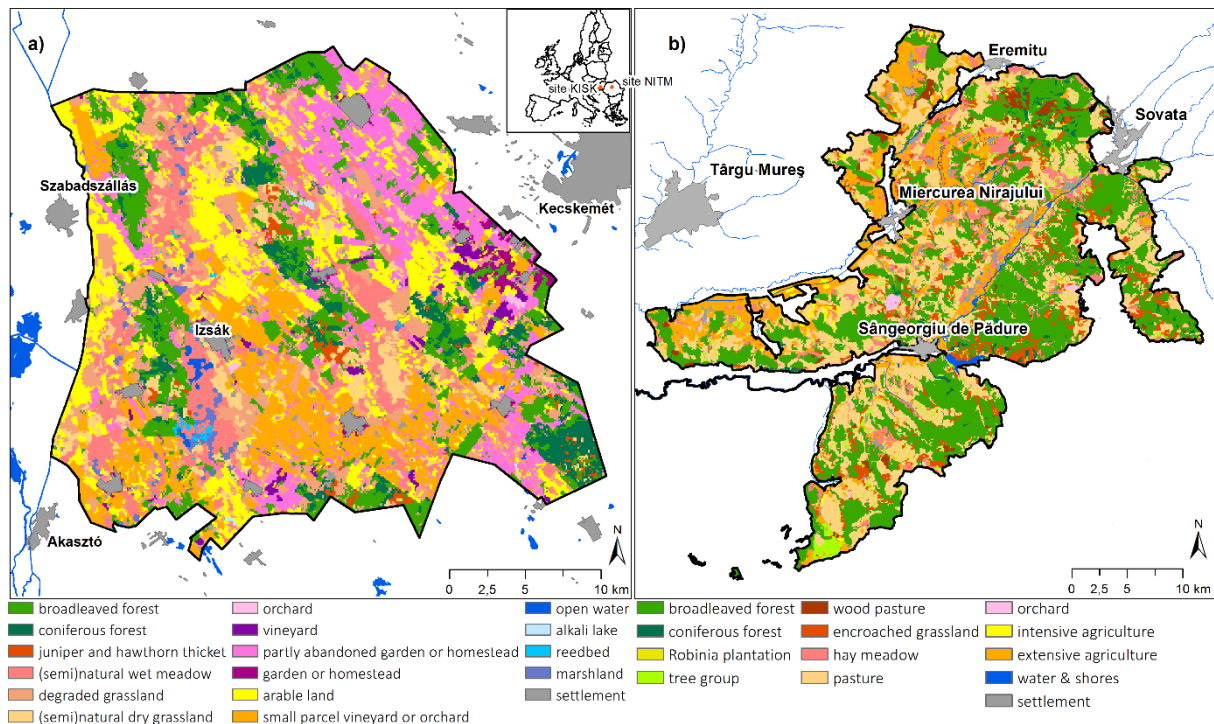 a)
site NITM
site KISK
Szabadszállás
Kecskemét
Izsák
Akasztó
N
0 2,5 5 10 km
b)
Eremitu
Sovata
Târgu Mureş
Miercurea Nirajului
Sângeorgiu de Pădure
N
0 2,5 5 10 km
broadleaved forest
coniferous forest
juniper and hawthorn thicket
(semi)natural wet meadow
degraded grassland
(semi)natural dry grassland
orchard
vineyard
partly abandoned garden or homestead
garden or homestead
arable land
small parcel vineyard or orchard
open water
alkali lake
reedbed
marshland
settlement
broadleaved forest
coniferous forest
Robinia plantation
tree group
wood pasture
encroached grassland
hay meadow
pasture
orchard
intensive agriculture
extensive agriculture
water & shores
settlement